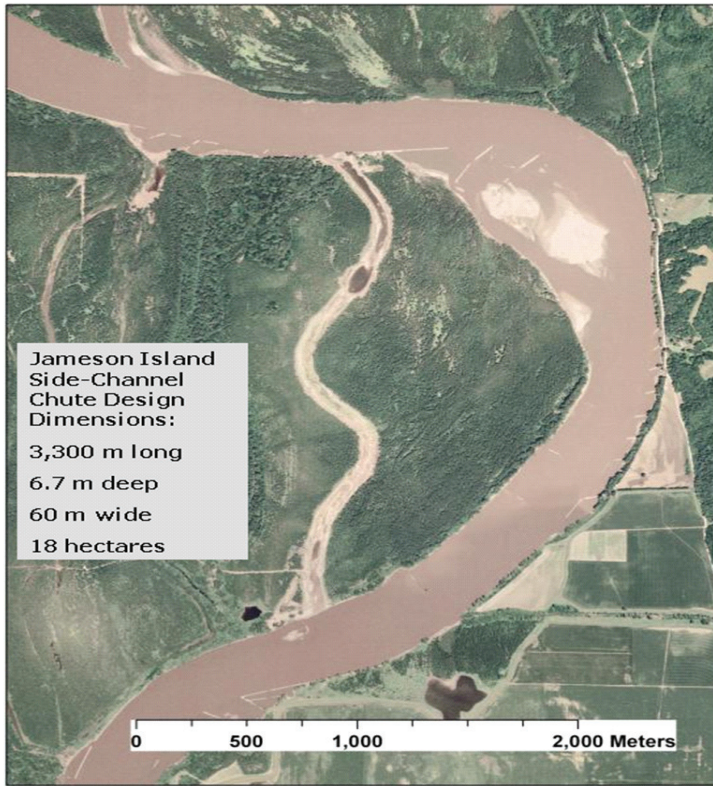 Jameson Island
Side-Channel
Chute Design
Dimensions:
3,300 m long
6.7 m deep
60 m wide
18 hectares
0 500 1,000 2,000 Meters